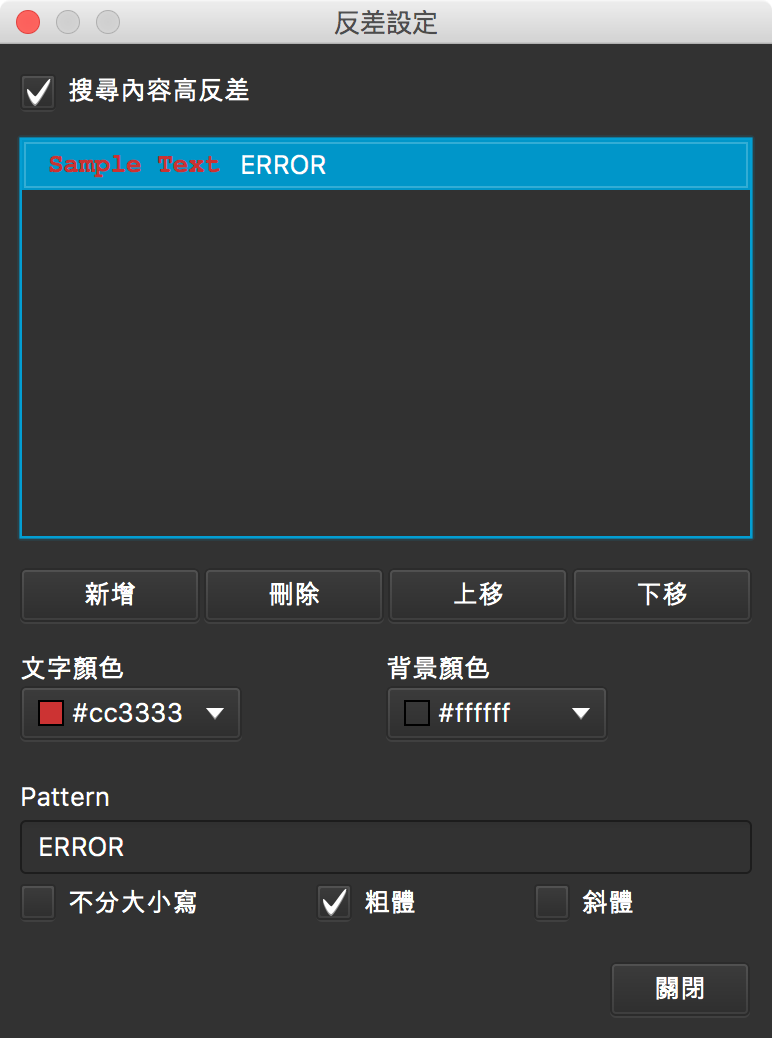 反差設定
搜尋內容高反差
Sample Text ERROR
新增 刪除 上移 下移
文字顏色 背景顏色
#cc3333 #ffffff
Pattern
ERROR
不分大小寫 粗體 斜體
關閉